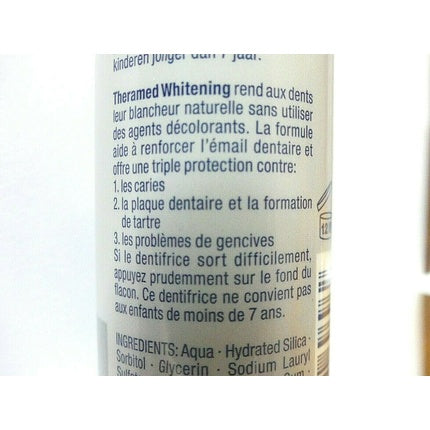 kinderen jonger dan 7 jaar.
Theramed Whitening rend aux dents
leur blancheur naturelle sans utiliser
des agents décolorants. La formule
aide à renforcer l'émail dentaire et
offre une triple protection contre:
1. les caries
2. la plaque dentaire et la formation
de tartre
3. les problèmes de gencives
Si le dentifrice sort difficilement,
appuyez prudemment sur le fond du
flacon. Ce dentifrice ne convient pas
aux enfants de moins de 7 ans.
INGREDIENTS: Aqua · Hydrated Silica ·
Sorbitol · Glycerin · Sodium Lauryl